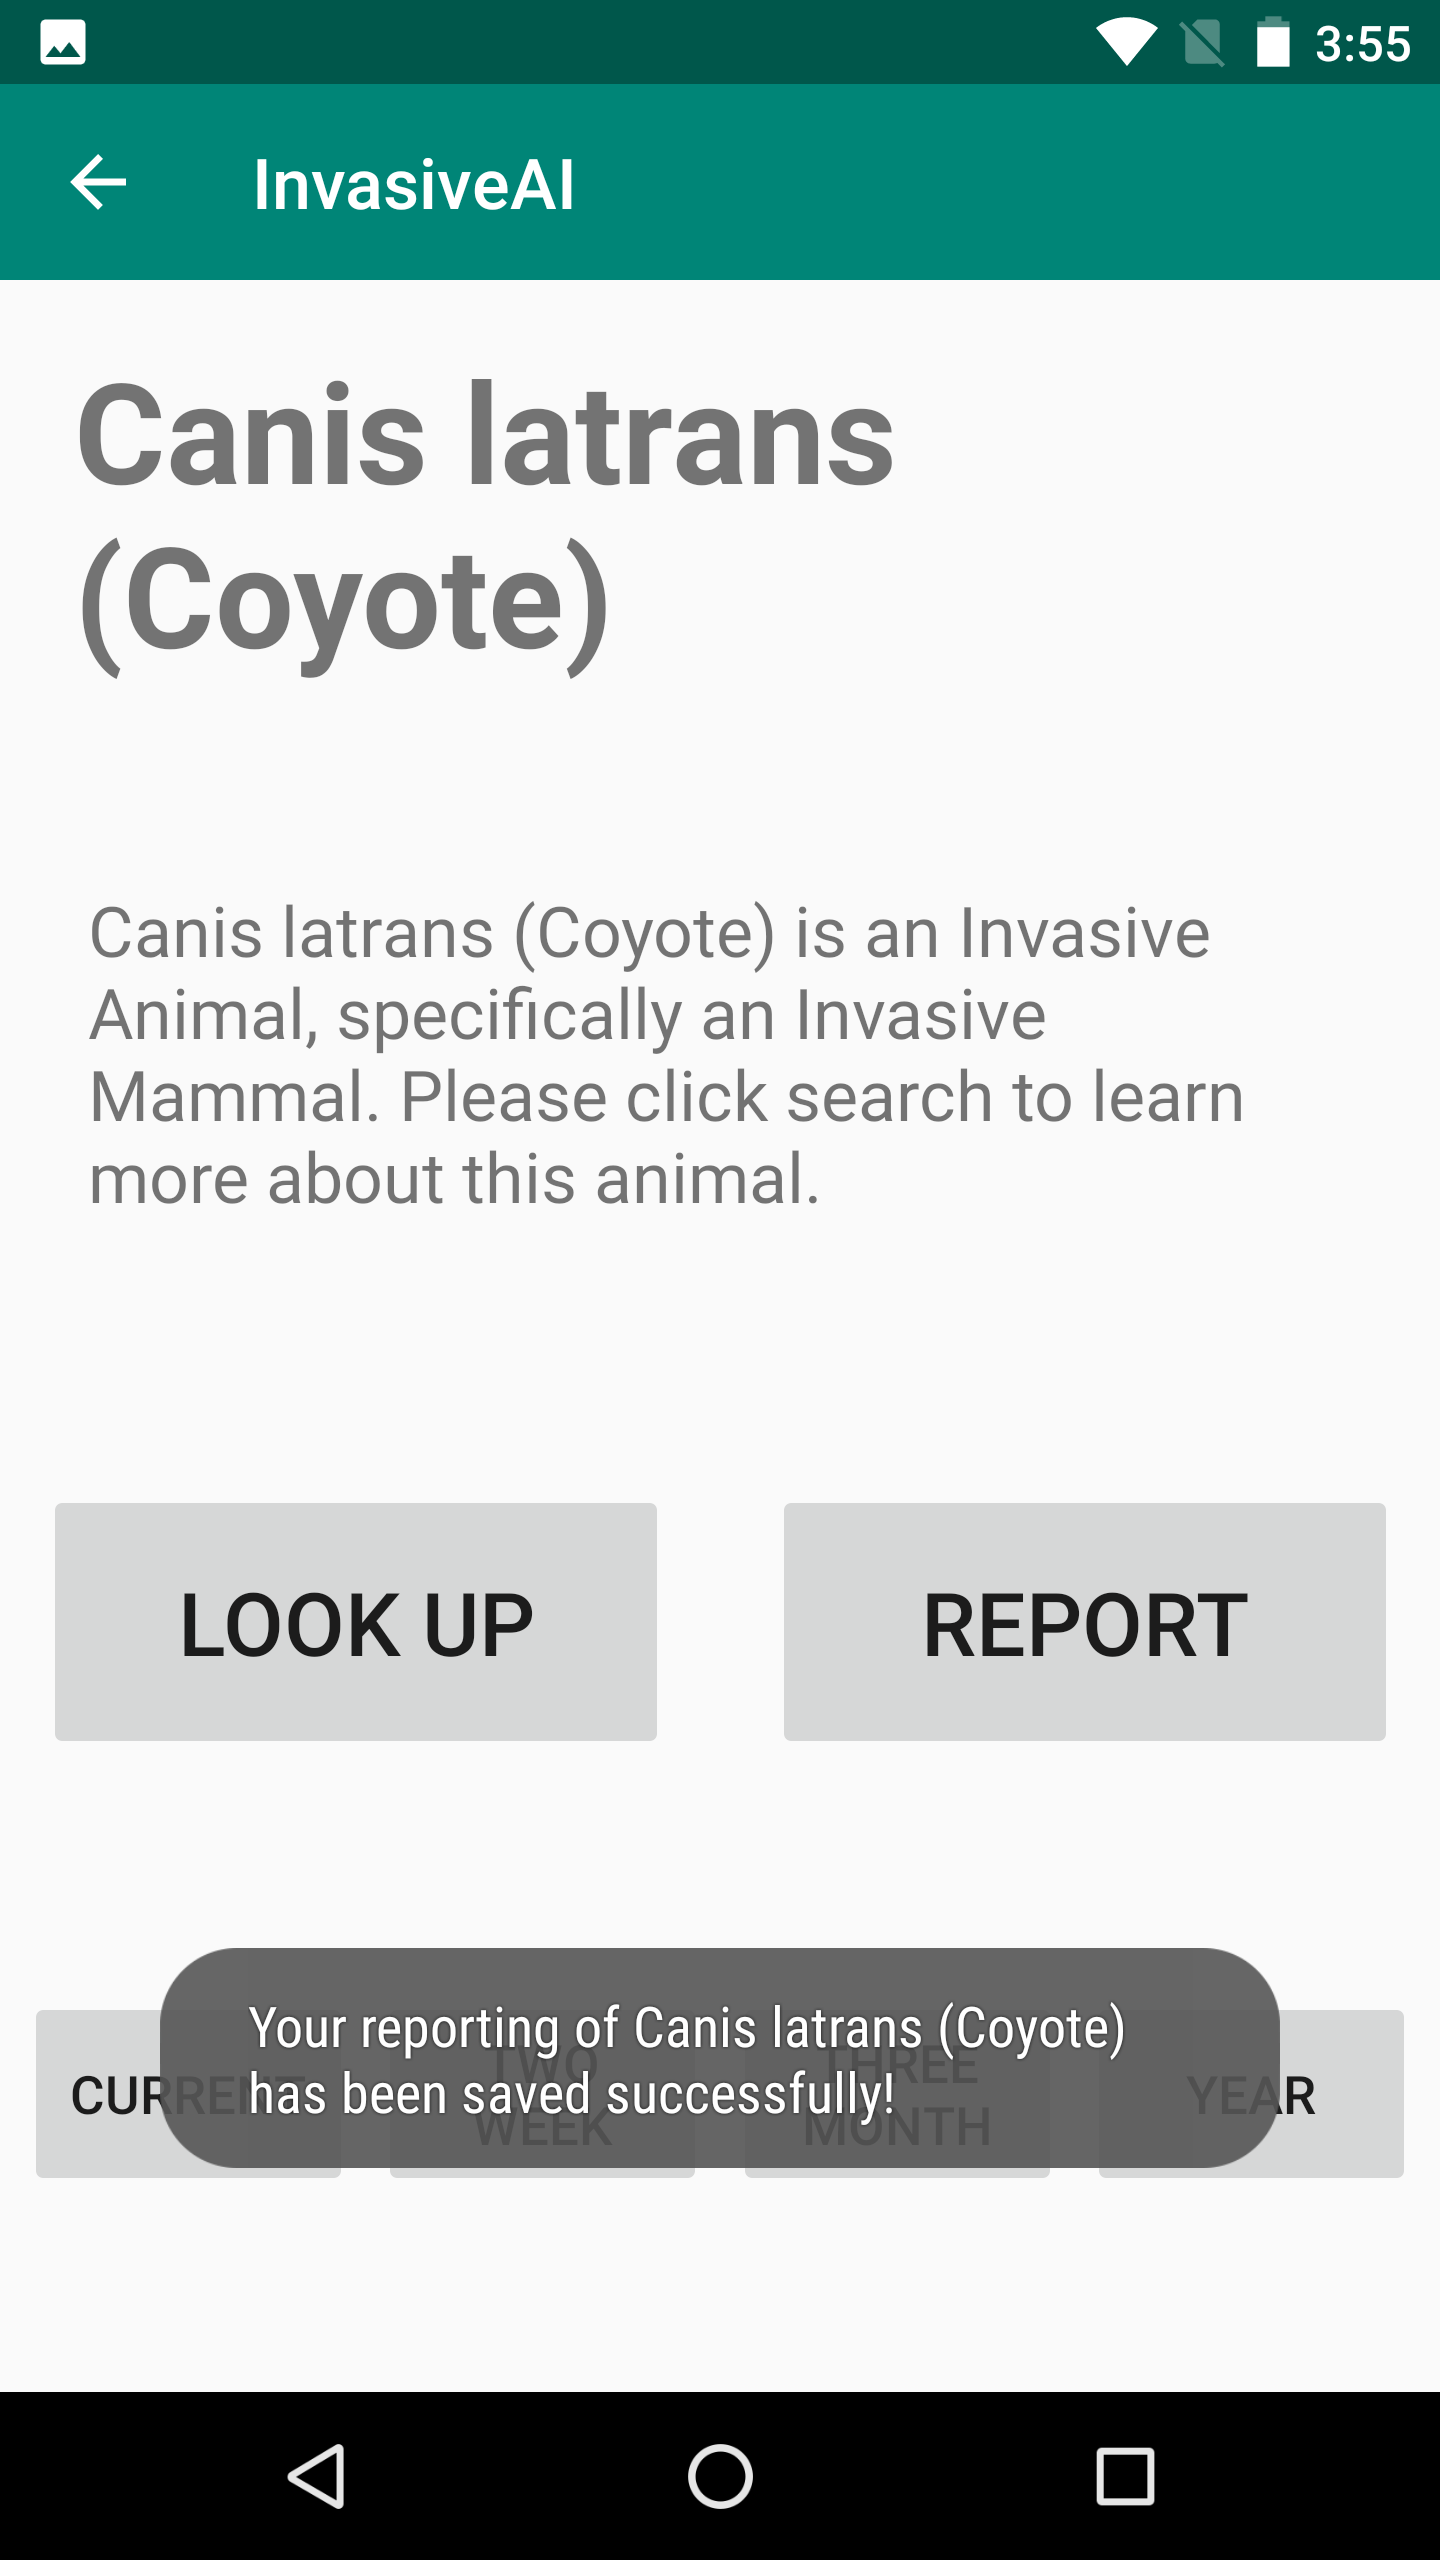 3:55
InvasiveAI
Canis latrans
(Coyote)
Canis latrans (Coyote) is an Invasive
Animal, specifically an Invasive
Mammal. Please click search to learn
more about this animal.
LOOK UP
REPORT
Your reporting of Canis latrans (Coyote)
has been saved successfully!
CURRENT
TWO
WEEK
THREE
MONTH
YEAR